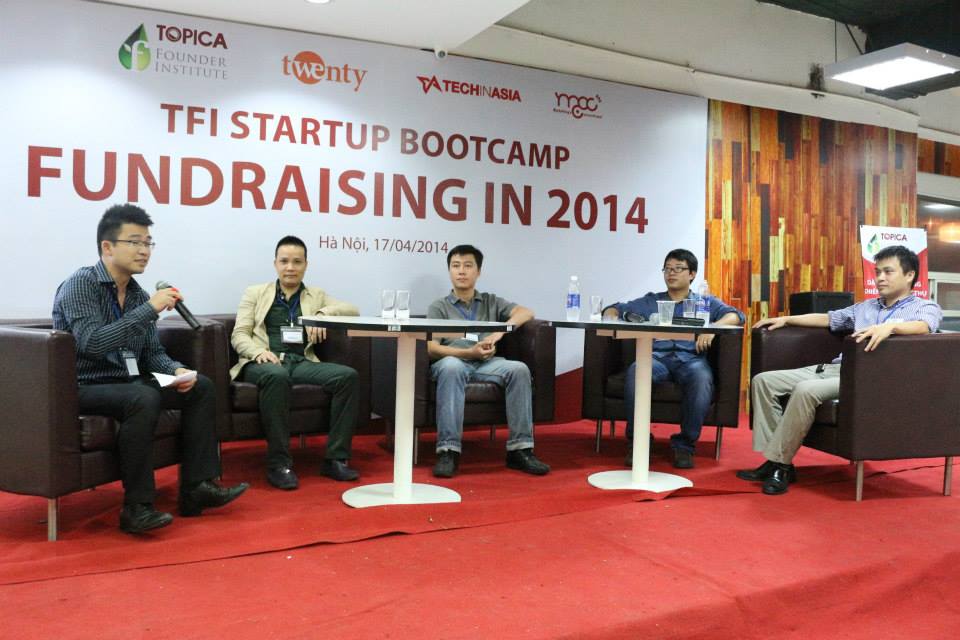 TOPICA
FOUNDER
INSTITUTE
twenty
TECHINASIA
TFI STARTUP BOOTCAMP
FUNDRAISING IN 2014
Hà Nội, 17/04/2014
TOPICA